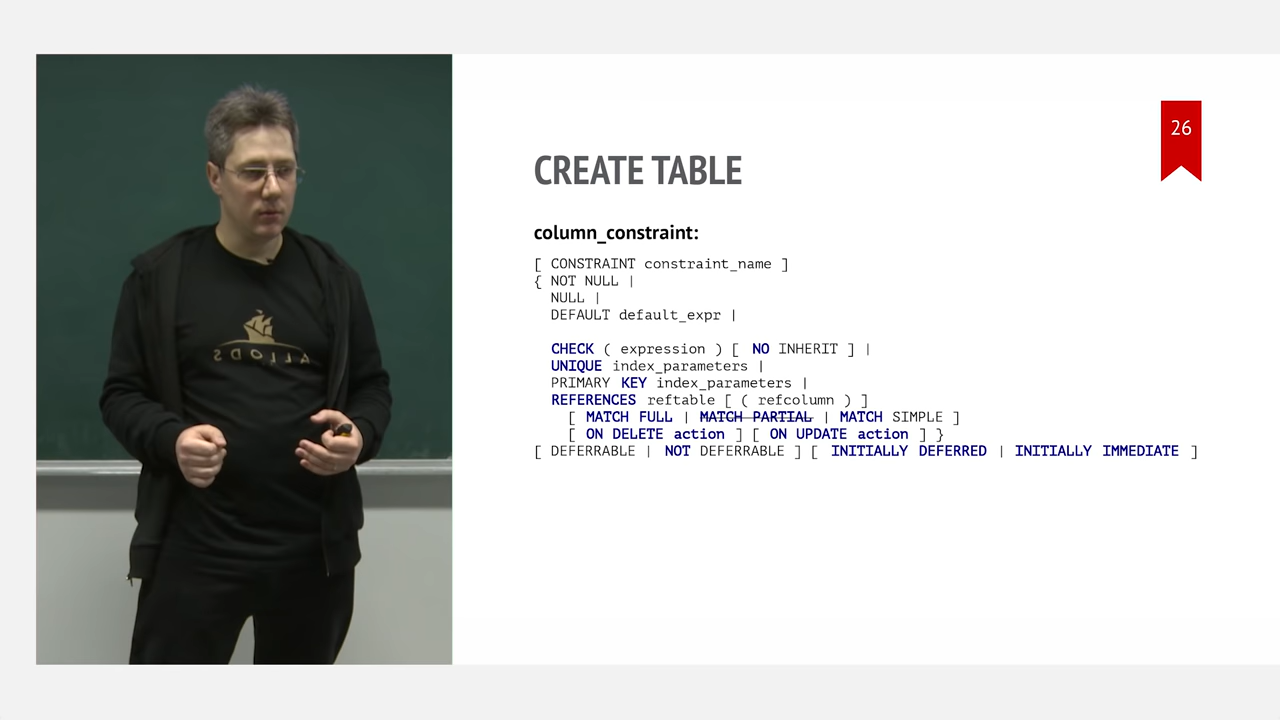 ALLODS
26
CREATE TABLE
column_constraint:
[ CONSTRAINT constraint_name ]
{ NOT NULL |
NULL |
DEFAULT default_expr |
CHECK ( expression ) [ NO INHERIT ] |
UNIQUE index_parameters |
PRIMARY KEY index_parameters |
REFERENCES reftable [ ( refcolumn ) ]
[ MATCH FULL | MATCH PARTIAL | MATCH SIMPLE ]
[ ON DELETE action ] [ ON UPDATE action ] }
[ DEFERRABLE | NOT DEFERRABLE ] [ INITIALLY DEFERRED | INITIALLY IMMEDIATE ]